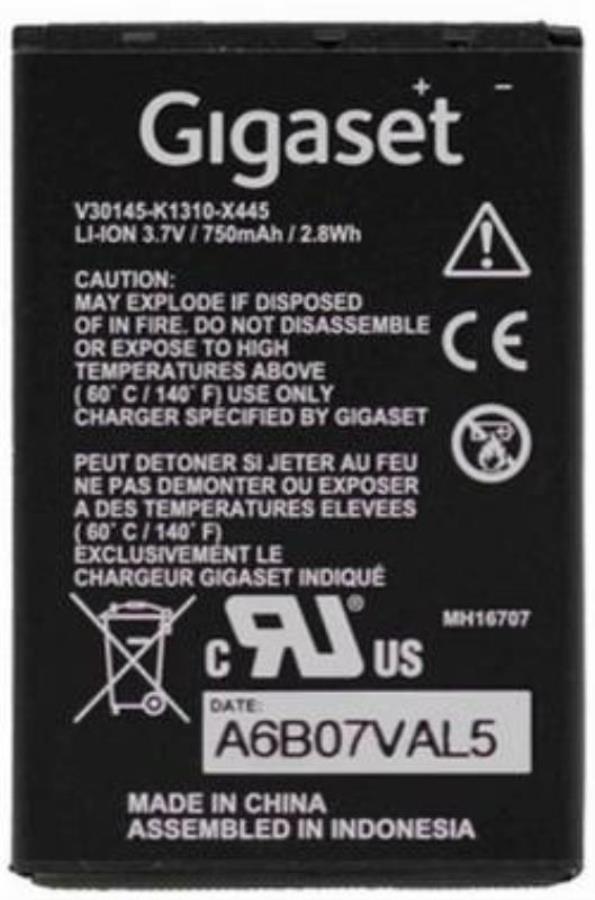 + -
Gigaset
V30145-K1310-X445
LI-ION 3.7V / 750mAh / 2.8Wh
CAUTION:
MAY EXPLODE IF DISPOSED
OF IN FIRE. DO NOT DISASSEMBLE
OR EXPOSE TO HIGH
TEMPERATURES ABOVE
( 60° C / 140° F) USE ONLY
CHARGER SPECIFIED BY GIGASET
PEUT DETONER SI JETER AU FEU
NE PAS DEMONTER OU EXPOSER
A DES TEMPERATURES ELEVEES
( 60° C / 140° F)
EXCLUSIVEMENT LE
CHARGEUR GIGASET INDIQUÉ
CE
MH16707
c RU® US
DATE:
A6B07VAL5
MADE IN CHINA
ASSEMBLED IN INDONESIA